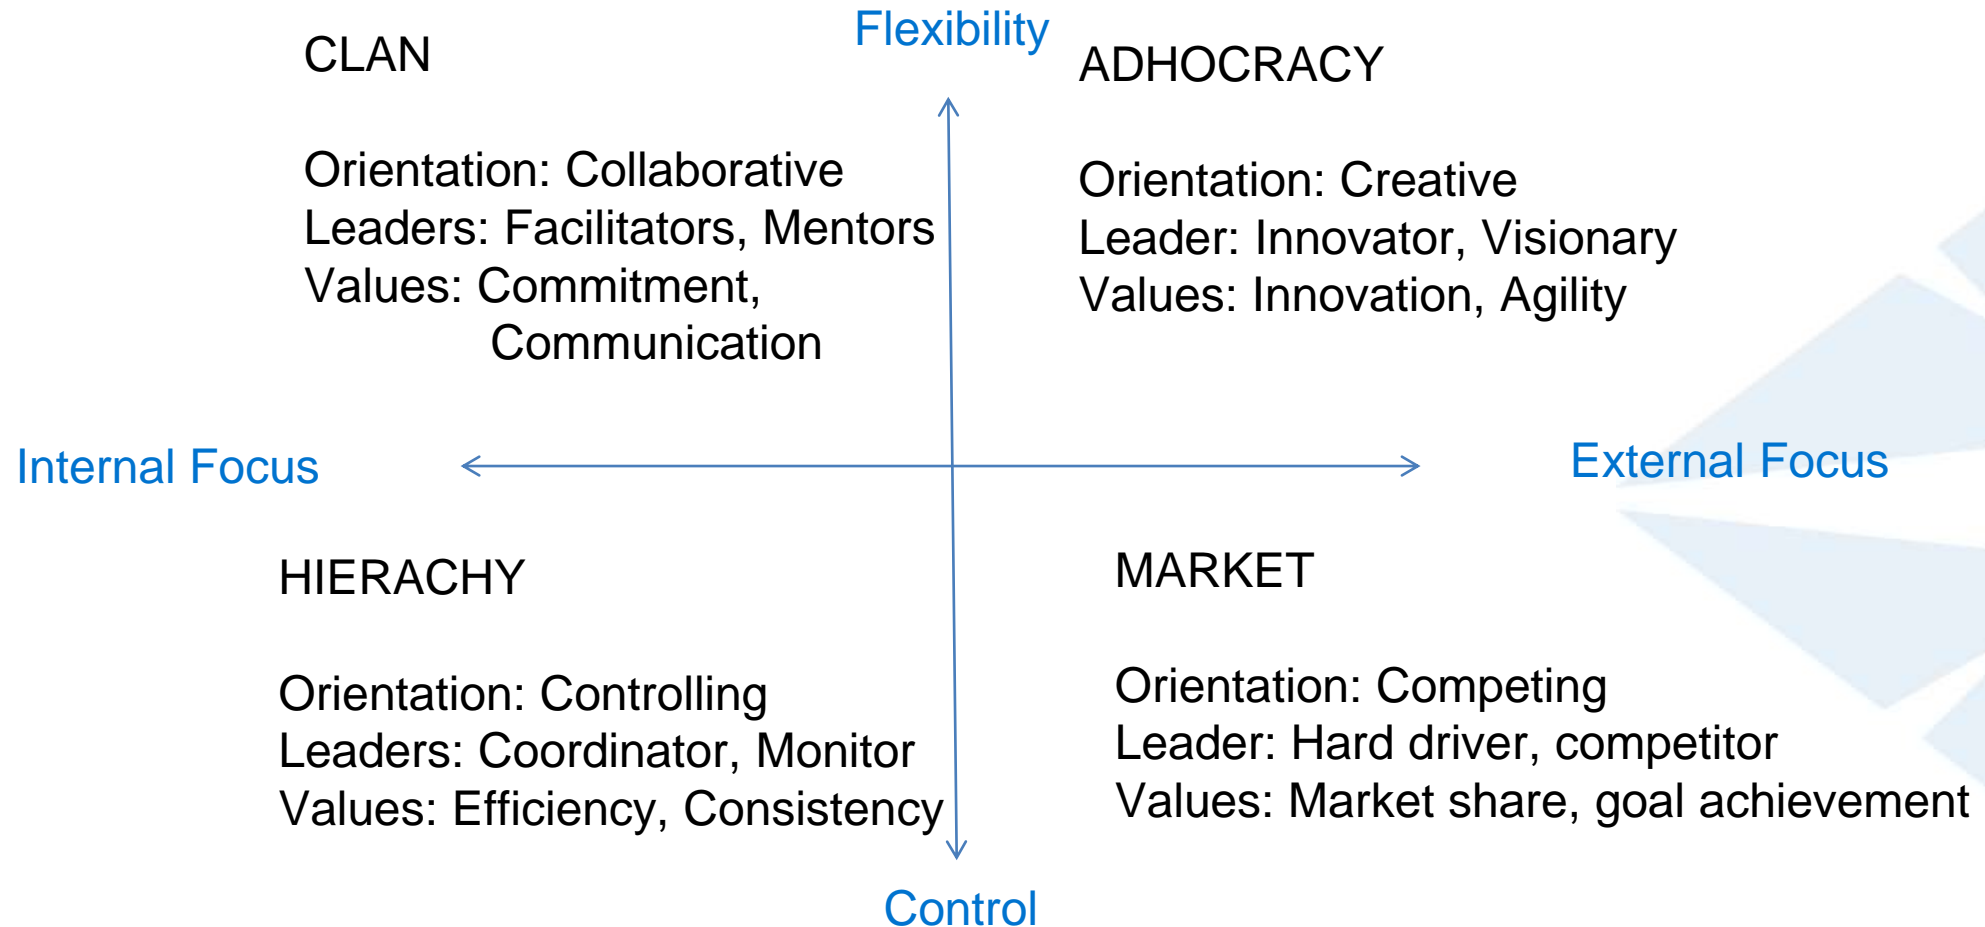 Flexibility
CLAN
Orientation: Collaborative
Leaders: Facilitators, Mentors
Values: Commitment,
Communication
ADHOCRACY
Orientation: Creative
Leader: Innovator, Visionary
Values: Innovation, Agility
Internal Focus
External Focus
HIERACHY
Orientation: Controlling
Leaders: Coordinator, Monitor
Values: Efficiency, Consistency
MARKET
Orientation: Competing
Leader: Hard driver, competitor
Values: Market share, goal achievement
Control